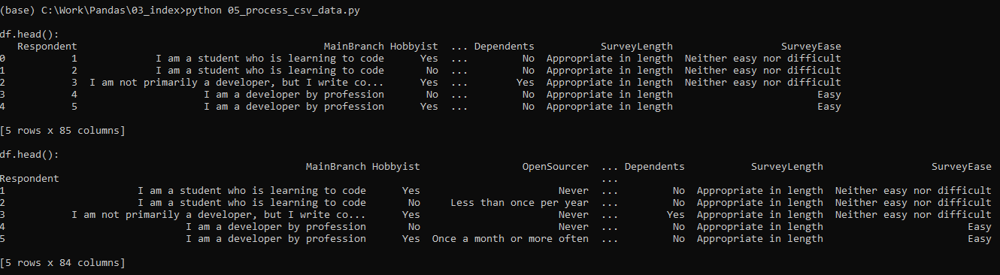 (base) C:\Work\Pandas\03_index>python 05_process_csv_data.py
df.head():
   Respondent                                         MainBranch Hobbyist  ... Dependents           SurveyLength                  SurveyEase
0           1                I am a student who is learning to code      Yes  ...         No  Appropriate in length  Neither easy nor difficult
1           2                I am a student who is learning to code       No  ...         No  Appropriate in length  Neither easy nor difficult
2           3  I am not primarily a developer, but I write co...      Yes  ...        Yes  Appropriate in length  Neither easy nor difficult
3           4                        I am a developer by profession       No  ...         No  Appropriate in length                        Easy
4           5                        I am a developer by profession      Yes  ...         No  Appropriate in length                        Easy
[5 rows x 85 columns]
df.head():
                                                   MainBranch Hobbyist                 OpenSourcer  ... Dependents           SurveyLength                  SurveyEase
Respondent                                                                                          ...
1                      I am a student who is learning to code      Yes                       Never  ...         No  Appropriate in length  Neither easy nor difficult
2                      I am a student who is learning to code       No     Less than once per year  ...         No  Appropriate in length  Neither easy nor difficult
3           I am not primarily a developer, but I write co...      Yes                       Never  ...        Yes  Appropriate in length  Neither easy nor difficult
4                              I am a developer by profession       No                       Never  ...         No  Appropriate in length                        Easy
5                              I am a developer by profession      Yes  Once a month or more often  ...         No  Appropriate in length                        Easy
[5 rows x 84 columns]